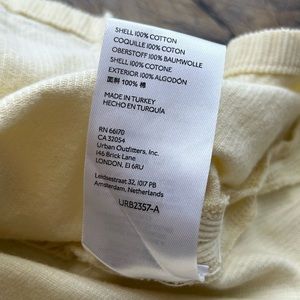 SHELL 100% COTTON
COQUILLE 100% COTON
OBERSTOFF 100% BAUMWOLLE
SHELL 100% COTONE
EXTERIOR 100% ALGODÓN
面料 100% 棉
MADE IN TURKEY
HECHO EN TURQUÍA
RN 66170
CA 32054
Urban Outfitters, Inc.
146 Brick Lane
LONDON, E1 6RU
Leidsestraat 32, 1017 PB
Amsterdam, Netherlands
URB2357-A